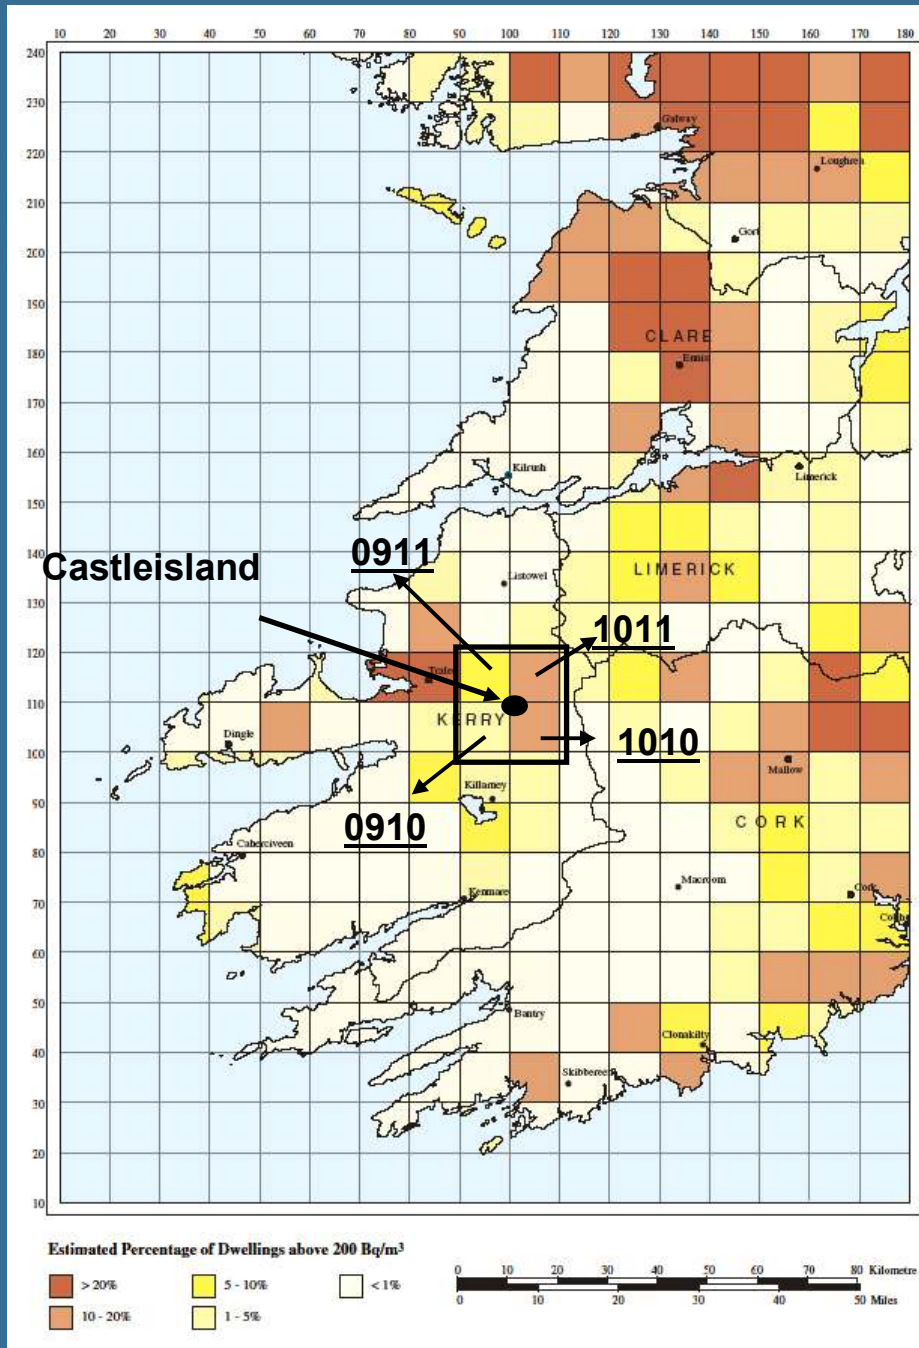 10 20 30 40 50 60 70 80 90 100 110 120 130 140 150 160 170 180
240
230
Galway
220
Loughrea
210
Gort
200
190
CLARE
180
Ennis
170
160
Kilrush
Limerick
150
140
0911
Castleisland
Listowel
LIMERICK
130
1011
120
Tralee
110
KERRY
Dingle
1010
100
Mallow
Killarney
90
0910
CORK
Caherciveen
80
Macroom
Kenmare
Cork
70
Cobh
60
50
Bantry
Clonakilty
40
Skibbereen
30
20
10
Estimated Percentage of Dwellings above 200 Bq/m³
> 20%
5 - 10%
< 1%
10 - 20%
1 - 5%
0 10 20 30 40 50 60 70 80 Kilometre
0 10 20 30 40 50 Miles